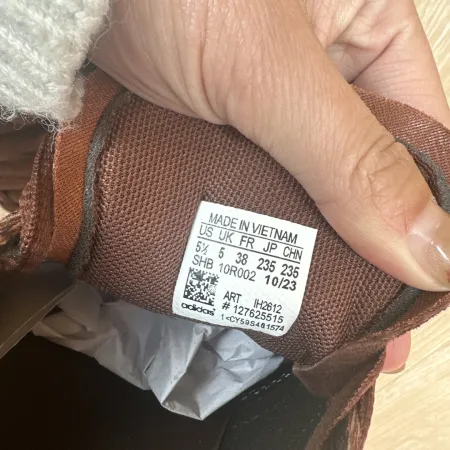 MADE IN VIETNAM
US UK FR JP CHN
5½ 5 38 235 235
SHB 10R002 10/23
ART IH2612
# 127625515
1<CY59S401574
adidas